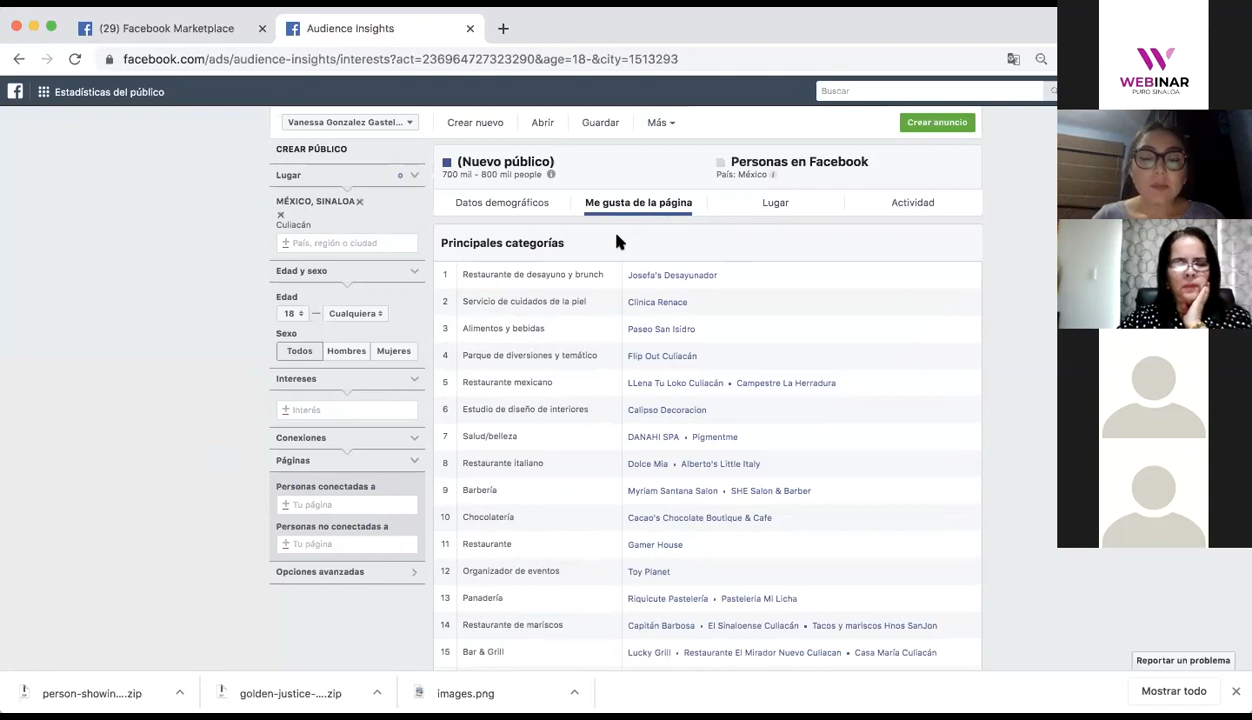 (29) Facebook Marketplace
Audience Insights
facebook.com/ads/audience-insights/interests?act=236964727323290&age=18-&city=1513293
Estadísticas del público
Buscar
Vanessa Gonzalez Gastel...
Crear nuevo
Abrir
Guardar
Más
Crear anuncio
CREAR PÚBLICO
Lugar 0
MÉXICO, SINALOA
Culiacán
País, región o ciudad
Edad y sexo
Edad
18 — Cualquiera
Sexo
Todos Hombres Mujeres
Intereses
Interés
Conexiones
Páginas
Personas conectadas a
Tu página
Personas no conectadas a
Tu página
Opciones avanzadas
(Nuevo público)
700 mil - 800 mil people
Personas en Facebook
País: México
Datos demográficos
Me gusta de la página
Lugar
Actividad
Principales categorías
1 Restaurante de desayuno y brunch Josefa's Desayunador
2 Servicio de cuidados de la piel Clinica Renace
3 Alimentos y bebidas Paseo San Isidro
4 Parque de diversiones y temático Flip Out Culiacán
5 Restaurante mexicano LLena Tu Loko Culiacán • Campestre La Herradura
6 Estudio de diseño de interiores Calipso Decoracion
7 Salud/belleza DANAHI SPA • Pigmentme
8 Restaurante italiano Dolce Mia • Alberto's Little Italy
9 Barbería Myriam Santana Salon • SHE Salon & Barber
10 Chocolatería Cacao's Chocolate Boutique & Cafe
11 Restaurante Gamer House
12 Organizador de eventos Toy Planet
13 Panadería Riquicute Pastelería • Pasteleria Mi Licha
14 Restaurante de mariscos Capitán Barbosa • El Sinaloense Culiacán • Tacos y mariscos Hnos SanJon
15 Bar & Grill Lucky Grill • Restaurante El Mirador Nuevo Culiacan • Casa María Culiacán
Reportar un problema
person-showin....zip
golden-justice-....zip
images.png
Mostrar todo
WEBINAR
PURO SINALOA